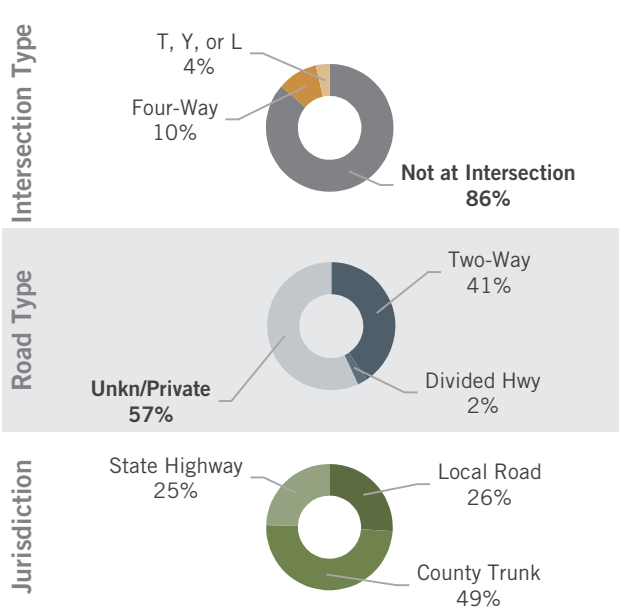 Intersection Type
T, Y, or L
4%
Four-Way
10%
Not at Intersection
86%
Road Type
Two-Way
41%
Unkn/Private
57%
Divided Hwy
2%
Jurisdiction
State Highway
25%
Local Road
26%
County Trunk
49%